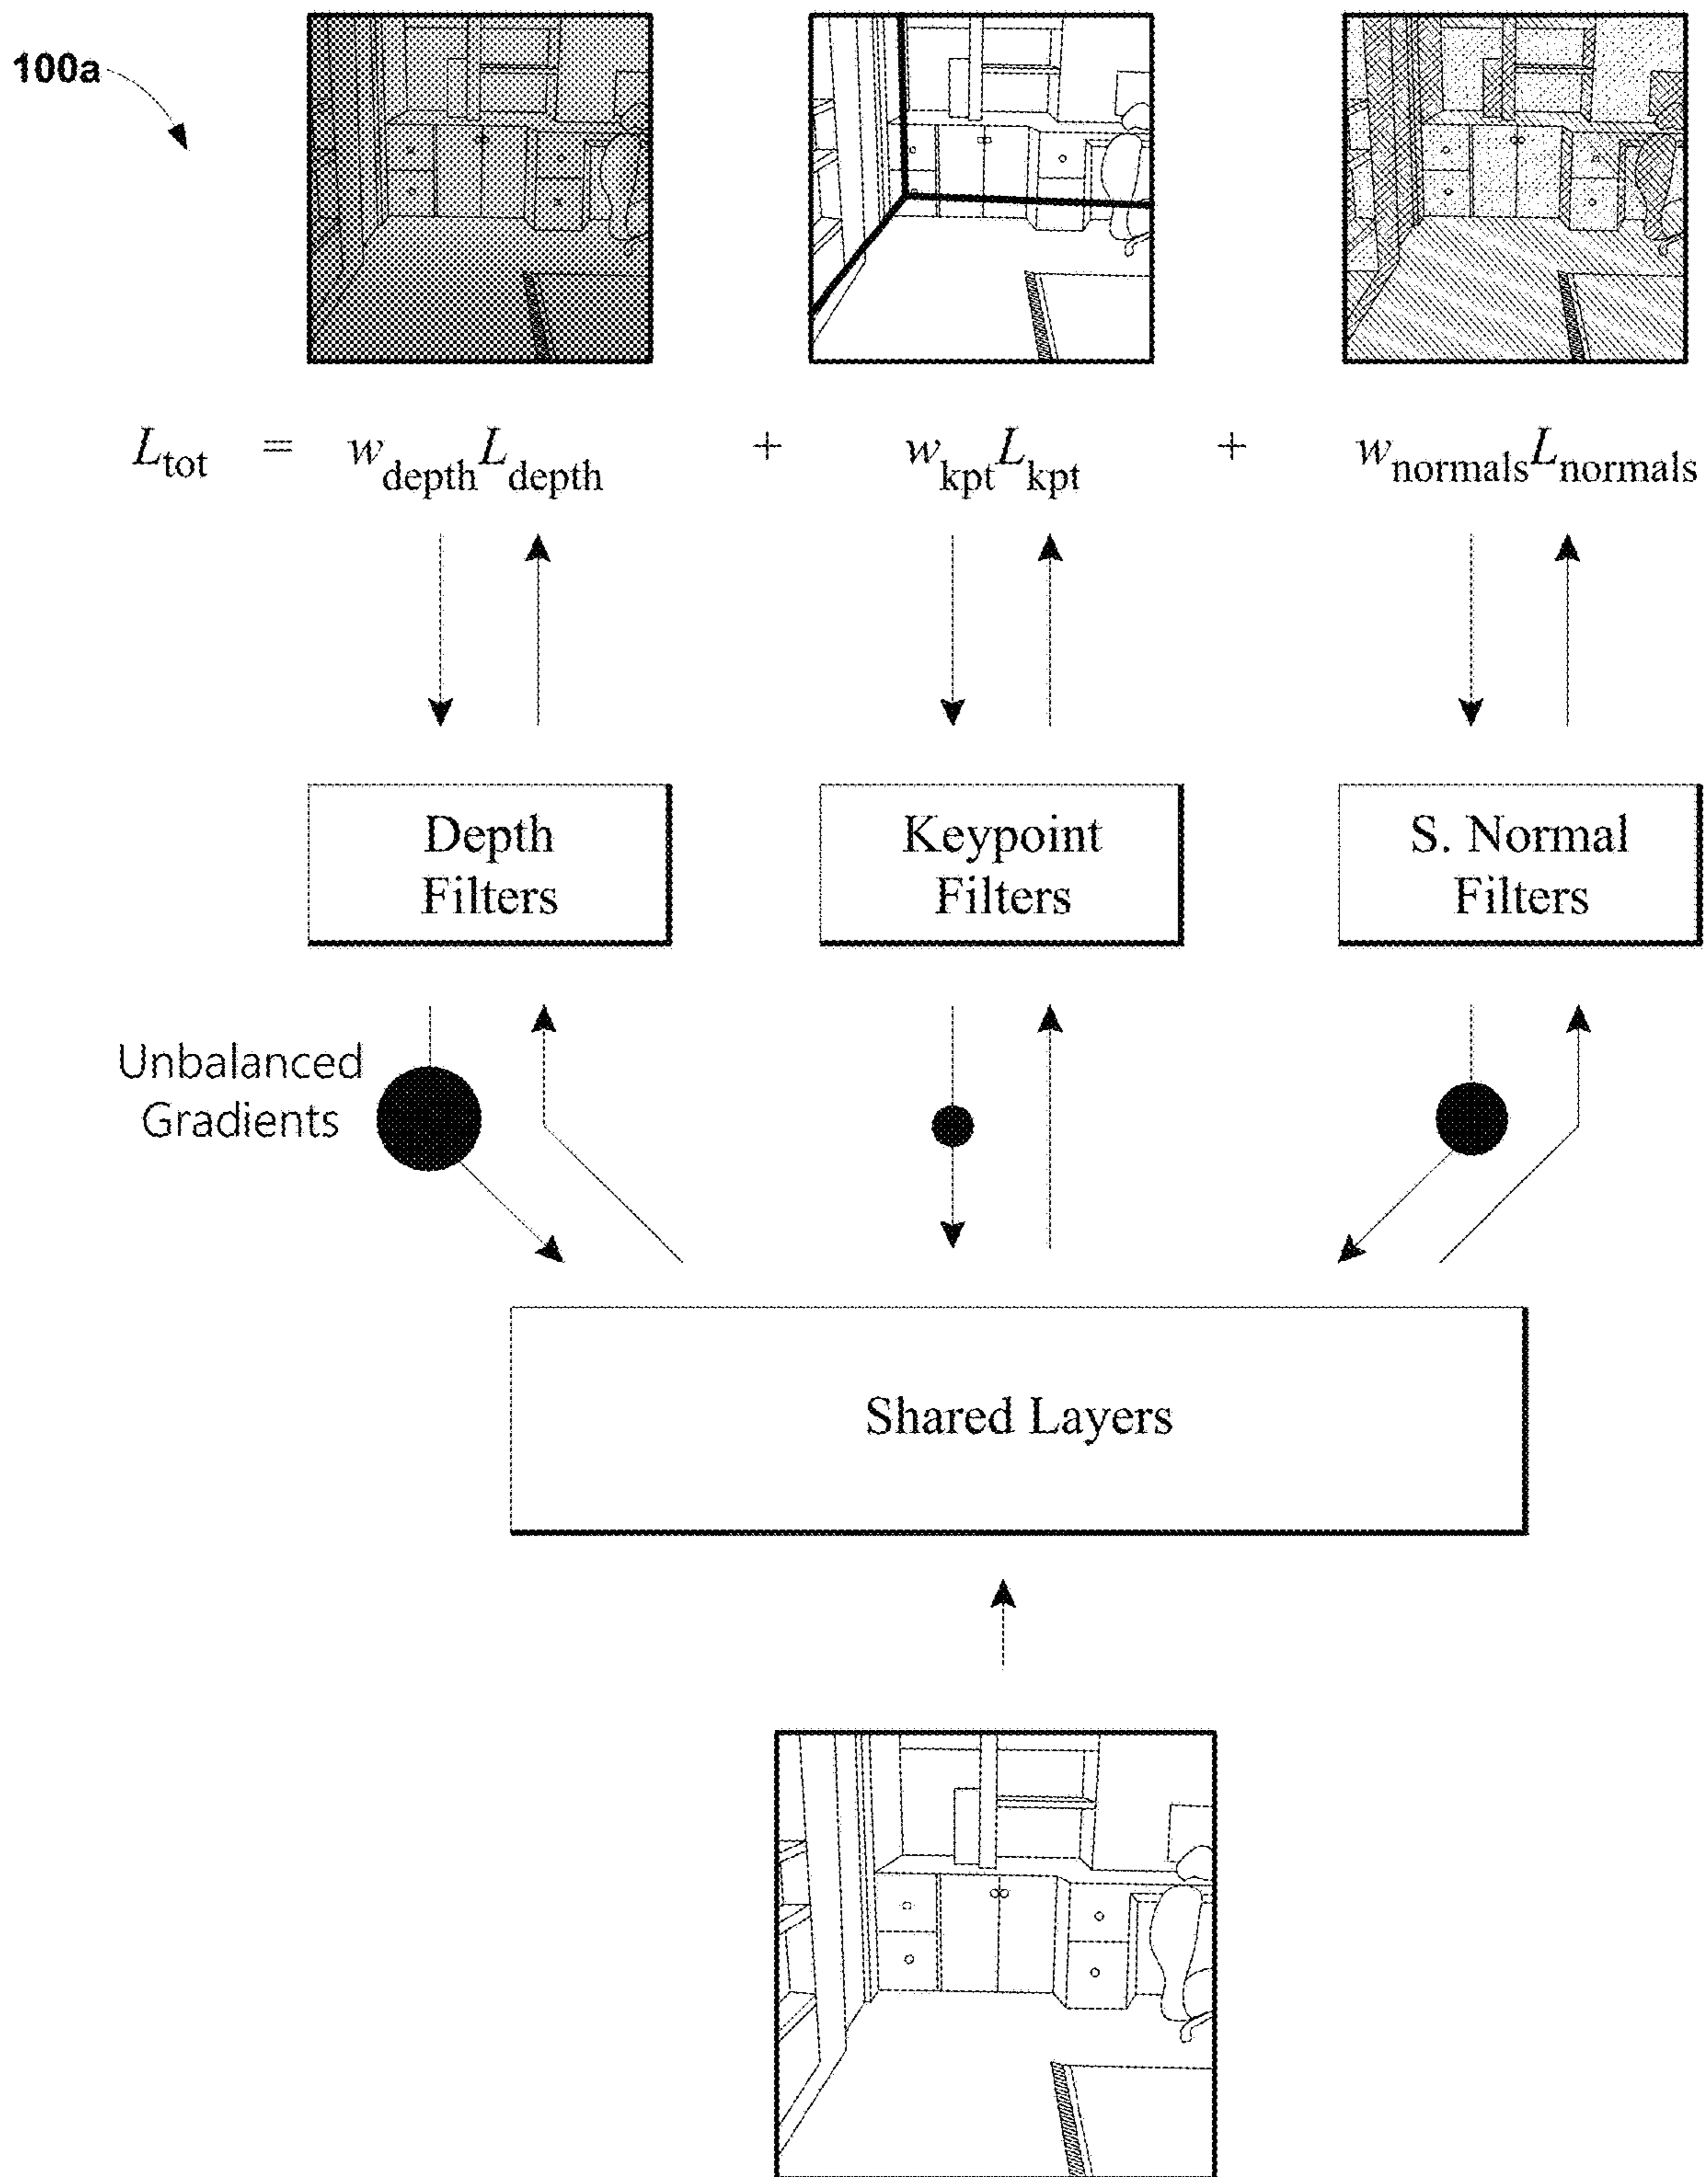 100a
L_tot = w_depth L_depth + w_kpt L_kpt + w_normals L_normals
Depth
Filters
Keypoint
Filters
S. Normal
Filters
Unbalanced
Gradients
Shared Layers